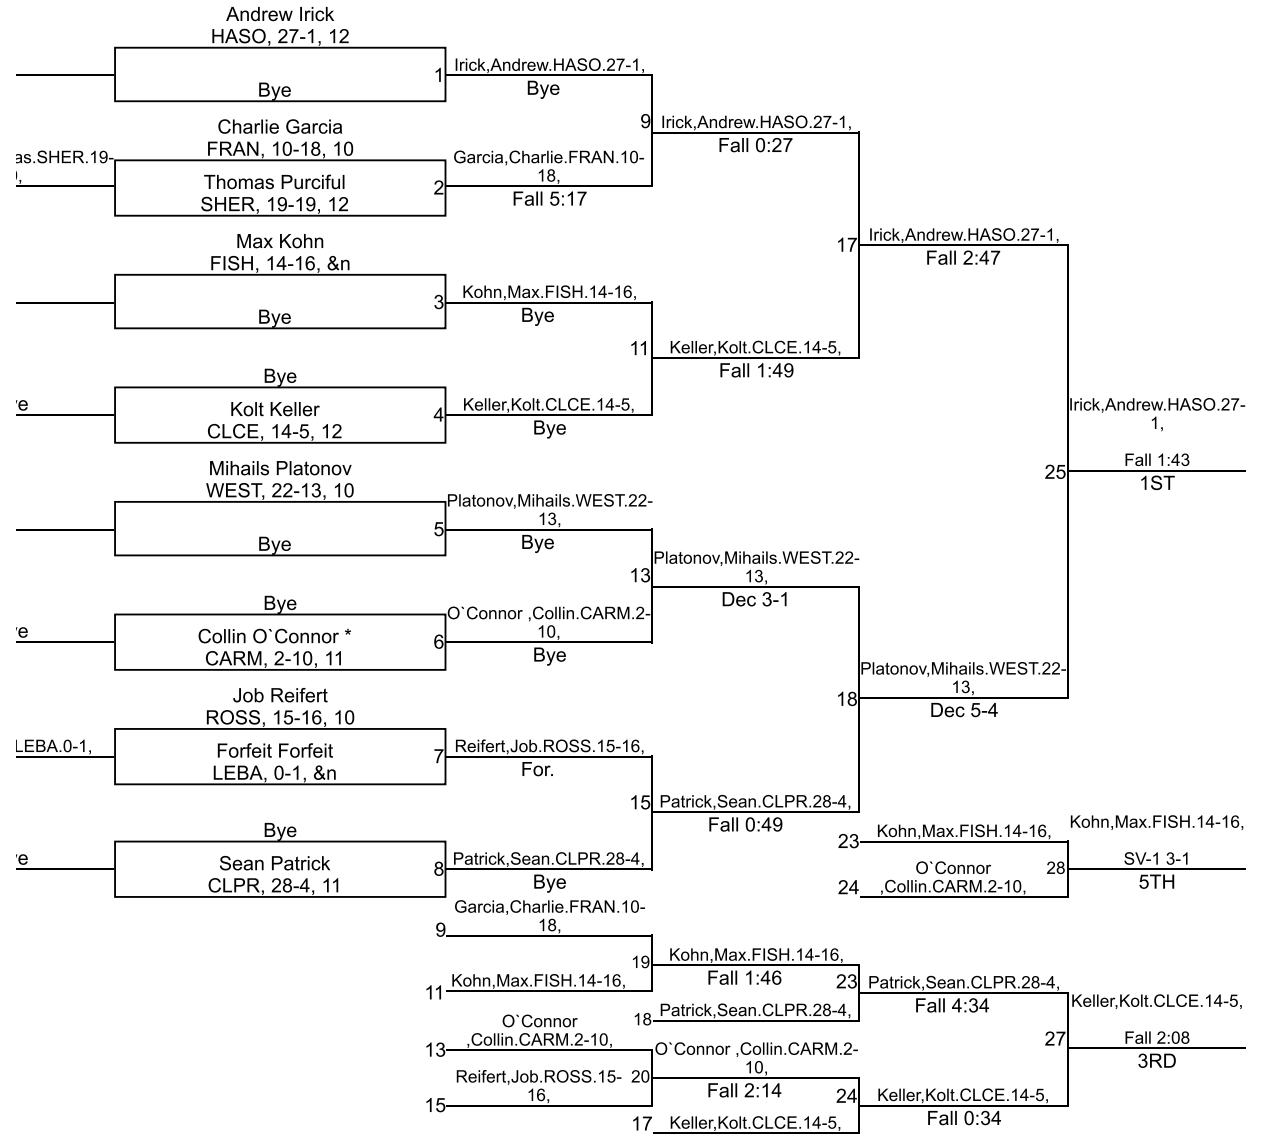 Andrew Irick
HASO, 27-1, 12
Bye
1
Irick,Andrew.HASO.27-1,
Bye
Charlie Garcia
FRAN, 10-18, 10
as.SHER.19-
),
Thomas Purciful
SHER, 19-19, 12
2
Garcia,Charlie.FRAN.10-
18,
Fall 5:17
9
Irick,Andrew.HASO.27-1,
Fall 0:27
Max Kohn
FISH, 14-16, &n
Bye
3
Kohn,Max.FISH.14-16,
Bye
Bye
Kolt Keller
CLCE, 14-5, 12
4
Keller,Kolt.CLCE.14-5,
Bye
11
Keller,Kolt.CLCE.14-5,
Fall 1:49
17
Irick,Andrew.HASO.27-1,
Fall 2:47
ye
Mihails Platonov
WEST, 22-13, 10
Bye
5
Platonov,Mihails.WEST.22-
13,
Bye
Bye
Collin O`Connor *
CARM, 2-10, 11
6
O`Connor ,Collin.CARM.2-
10,
Bye
13
Platonov,Mihails.WEST.22-
13,
Dec 3-1
ye
Job Reifert
ROSS, 15-16, 10
LEBA.0-1,
Forfeit Forfeit
LEBA, 0-1, &n
7
Reifert,Job.ROSS.15-16,
For.
Bye
Sean Patrick
CLPR, 28-4, 11
8
Patrick,Sean.CLPR.28-4,
Bye
15
Patrick,Sean.CLPR.28-4,
Fall 0:49
ye
18
Platonov,Mihails.WEST.22-
13,
Dec 5-4
25
Irick,Andrew.HASO.27-
1,
Fall 1:43
1ST
23
Kohn,Max.FISH.14-16,
24
O`Connor
,Collin.CARM.2-10,
28
Kohn,Max.FISH.14-16,
SV-1 3-1
5TH
9
Garcia,Charlie.FRAN.10-
18,
11
Kohn,Max.FISH.14-16,
19
Kohn,Max.FISH.14-16,
Fall 1:46
18
Patrick,Sean.CLPR.28-4,
23
Patrick,Sean.CLPR.28-4,
Fall 4:34
13
O`Connor
,Collin.CARM.2-10,
15
Reifert,Job.ROSS.15-
16,
20
O`Connor ,Collin.CARM.2-
10,
Fall 2:14
17
Keller,Kolt.CLCE.14-5,
24
Keller,Kolt.CLCE.14-5,
Fall 0:34
27
Keller,Kolt.CLCE.14-5,
Fall 2:08
3RD